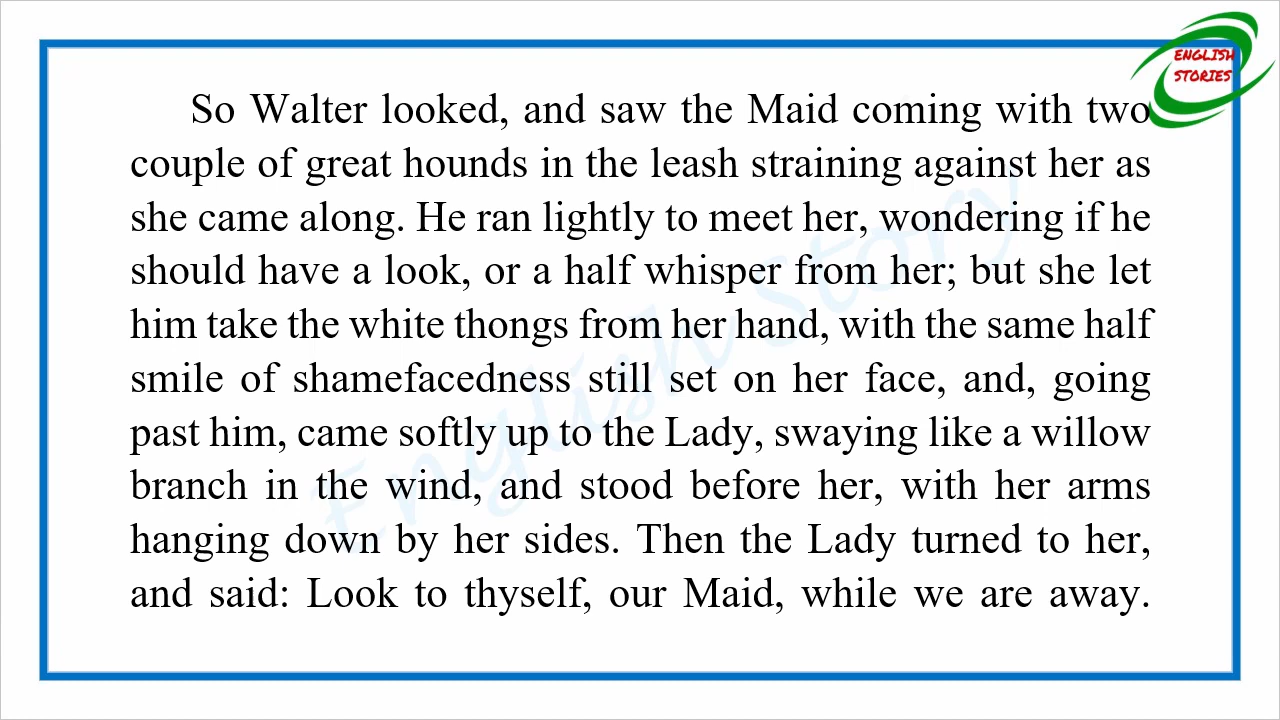 ENGLISH
STORIES
So Walter looked, and saw the Maid coming with two
couple of great hounds in the leash straining against her as
she came along. He ran lightly to meet her, wondering if he
should have a look, or a half whisper from her; but she let
him take the white thongs from her hand, with the same half
smile of shamefacedness still set on her face, and, going
past him, came softly up to the Lady, swaying like a willow
branch in the wind, and stood before her, with her arms
hanging down by her sides. Then the Lady turned to her,
and said: Look to thyself, our Maid, while we are away.
English Story